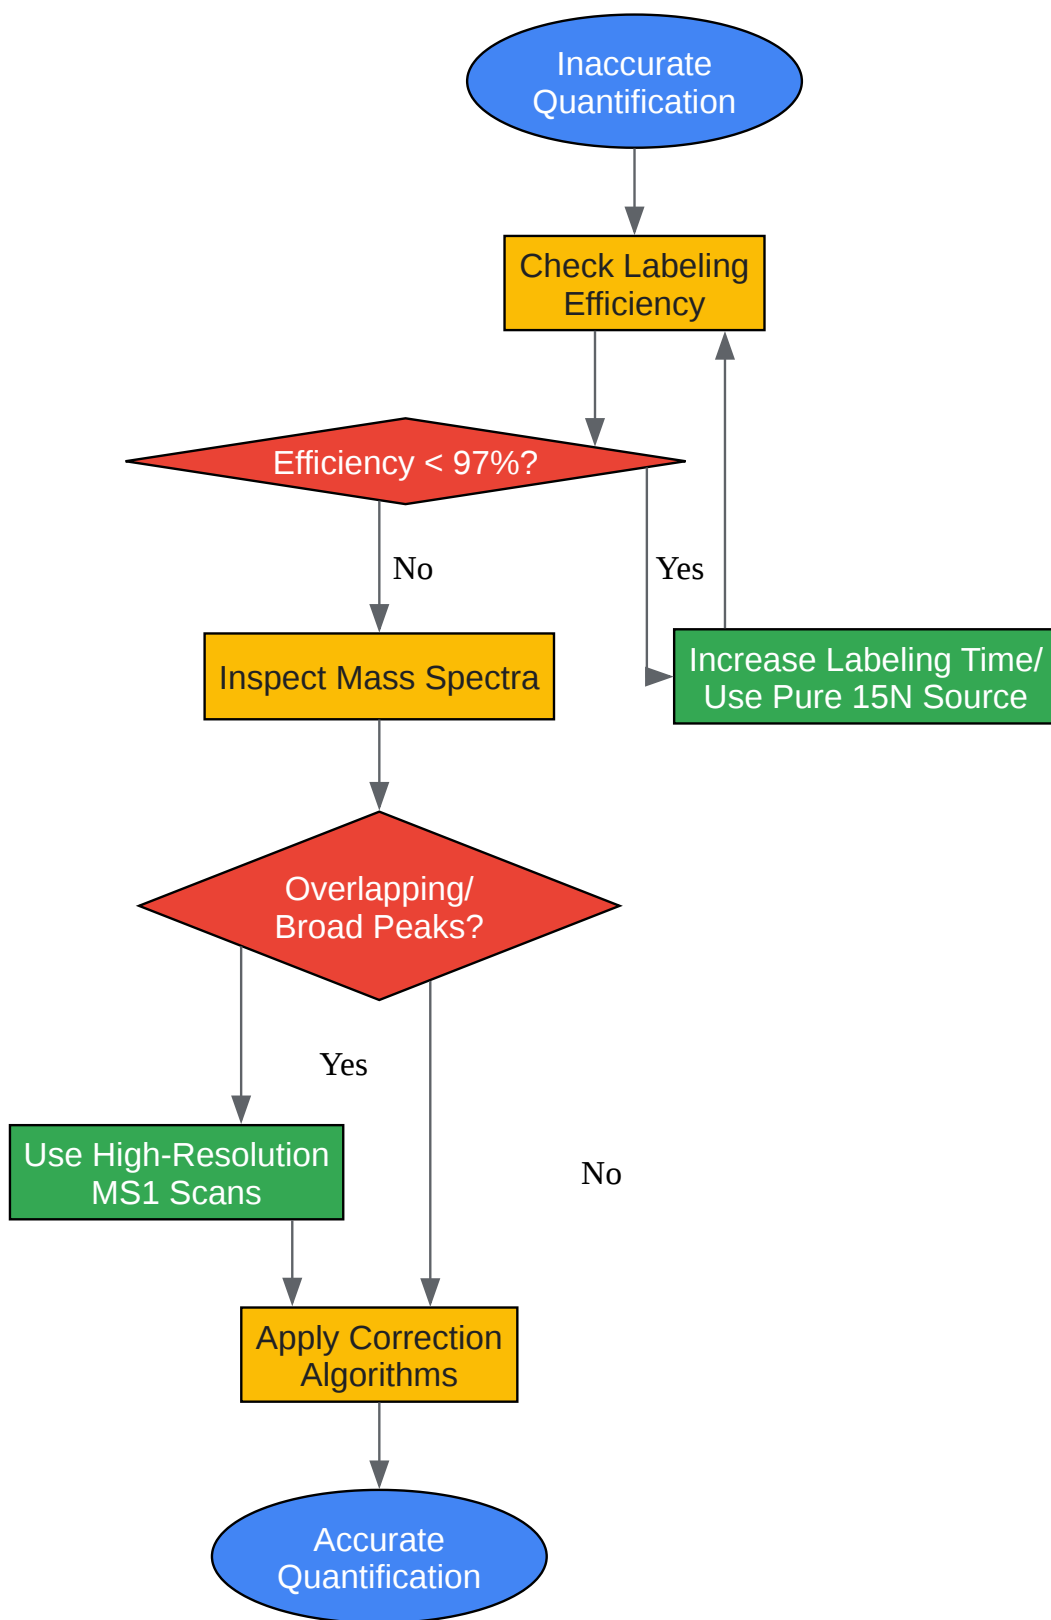 Inaccurate
Quantification
Check Labeling
Efficiency
Efficiency < 97%?
No
Yes
Increase Labeling Time/
Use Pure 15N Source
Inspect Mass Spectra
Overlapping/
Broad Peaks?
Yes
No
Use High-Resolution
MS1 Scans
Apply Correction
Algorithms
Accurate
Quantification